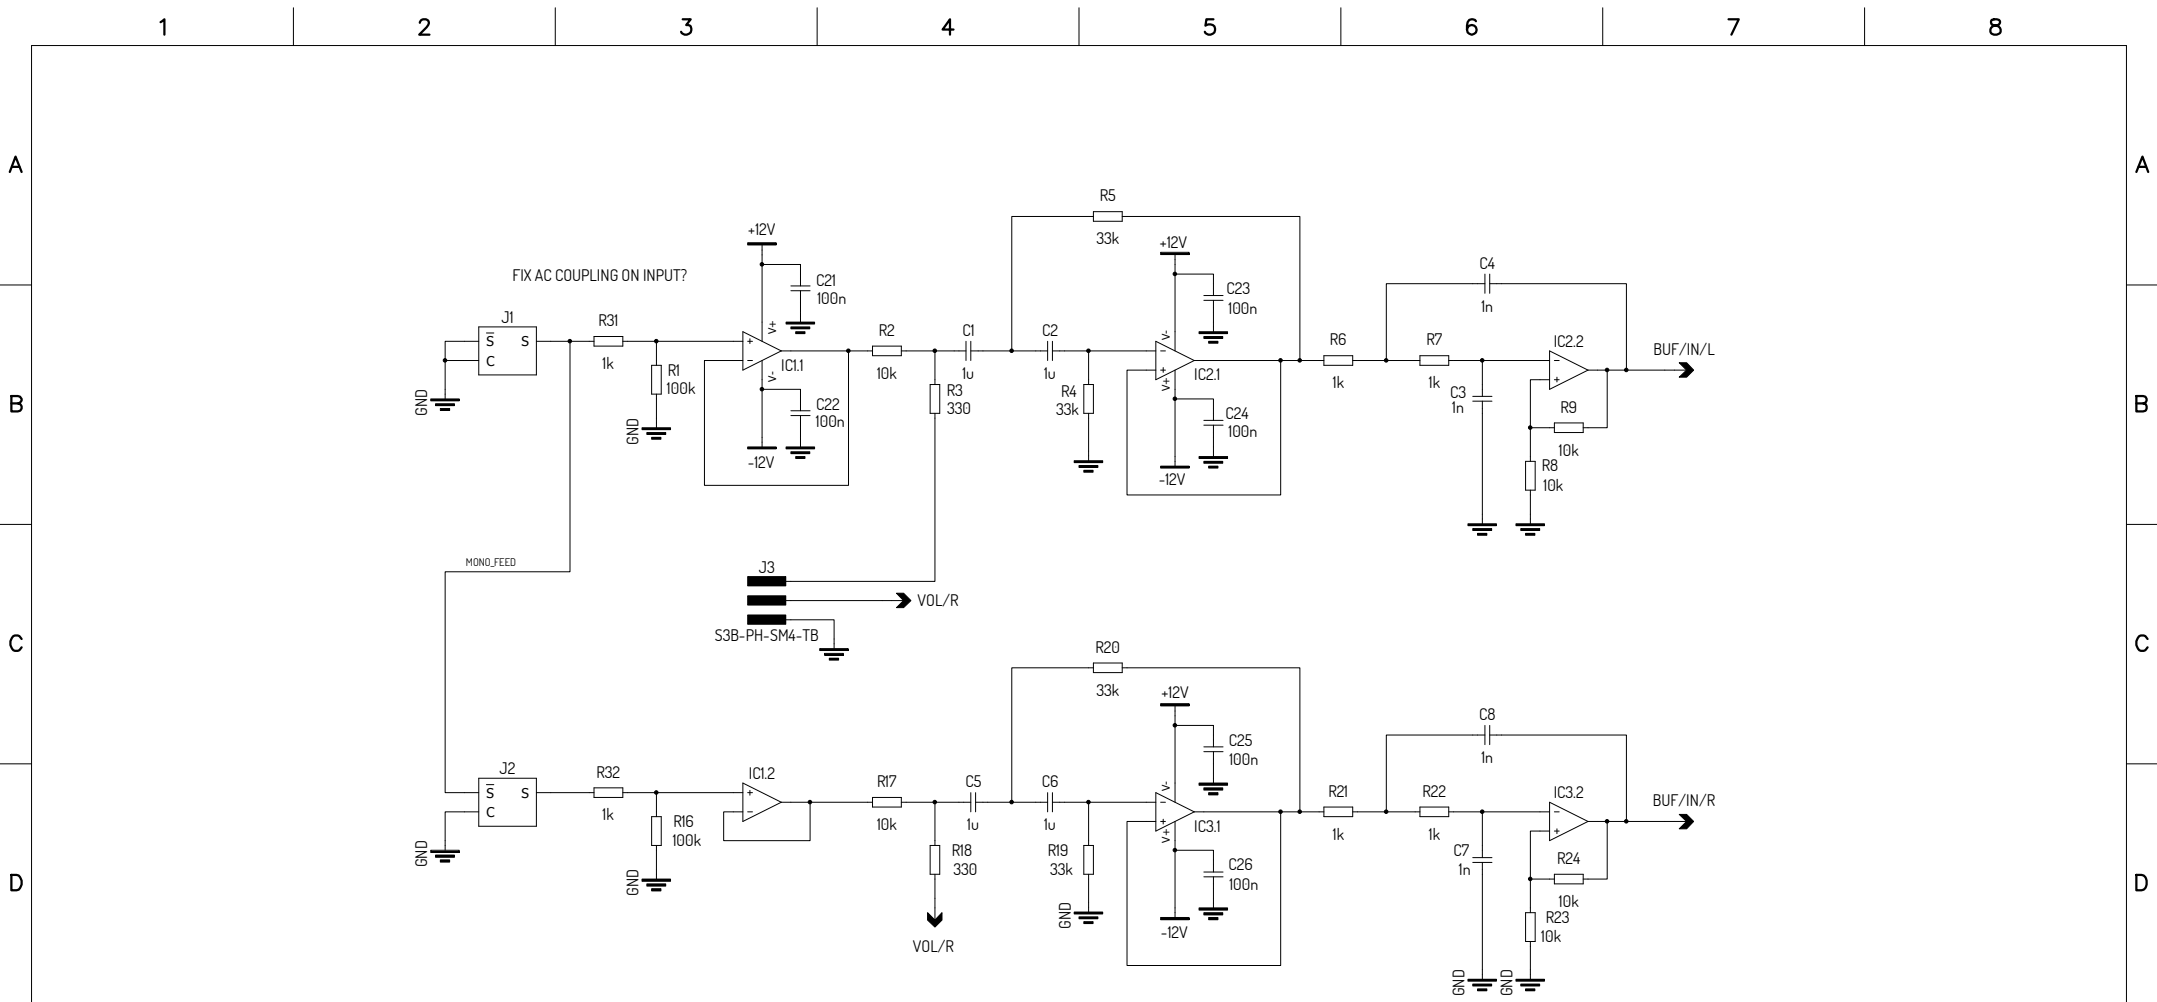 1 2 3 4 5 6 7 8
A A
R5
33k
+12V
+12V
FIX AC COUPLING ON INPUT?
C21
100n
C23
100n
C4
1n
J1
S S
C
R31
1k
R1
100k
GND
GND
V+
V-
IC1.1
C22
100n
-12V
R2
10k
C1
1u
C2
1u
R3
330
R4
33k
V-
V+
IC2.1
C24
100n
-12V
R6
1k
R7
1k
C3
1n
IC2.2
R9
10k
R8
10k
BUF/IN/L
B B
MONO_FEED
J3
VOL/R
S3B-PH-SM4-TB
C C
R20
33k
+12V
C25
100n
C8
1n
J2
S S
C
GND
R32
1k
R16
100k
GND
IC1.2
R17
10k
C5
1u
C6
1u
R18
330
VOL/R
R19
33k
GND
V-
V+
IC3.1
C26
100n
-12V
R21
1k
R22
1k
C7
1n
IC3.2
R24
10k
R23
10k
GND
GND
BUF/IN/R
D D